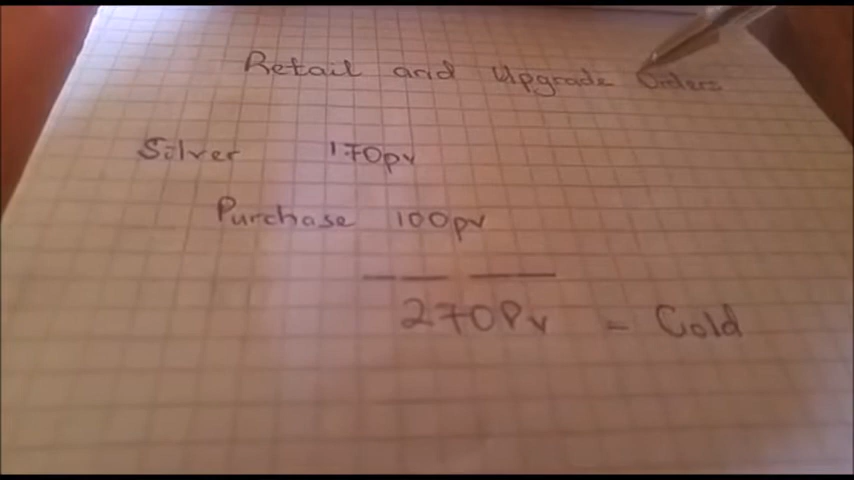 Retail and Upgrade Orders
Silver 170pv
Purchase 100pv
270Pv - Gold